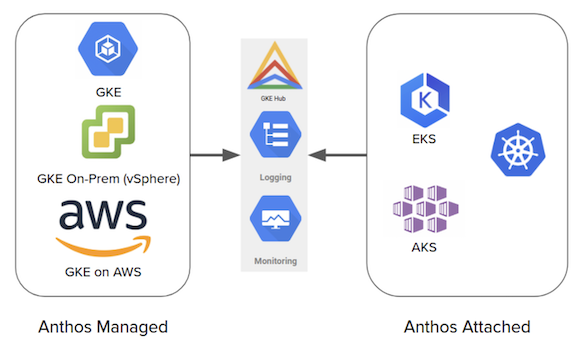 GKE
GKE On-Prem (vSphere)
aws
GKE on AWS
Anthos Managed
GKE Hub
Logging
Monitoring
K
EKS
AKS
Anthos Attached